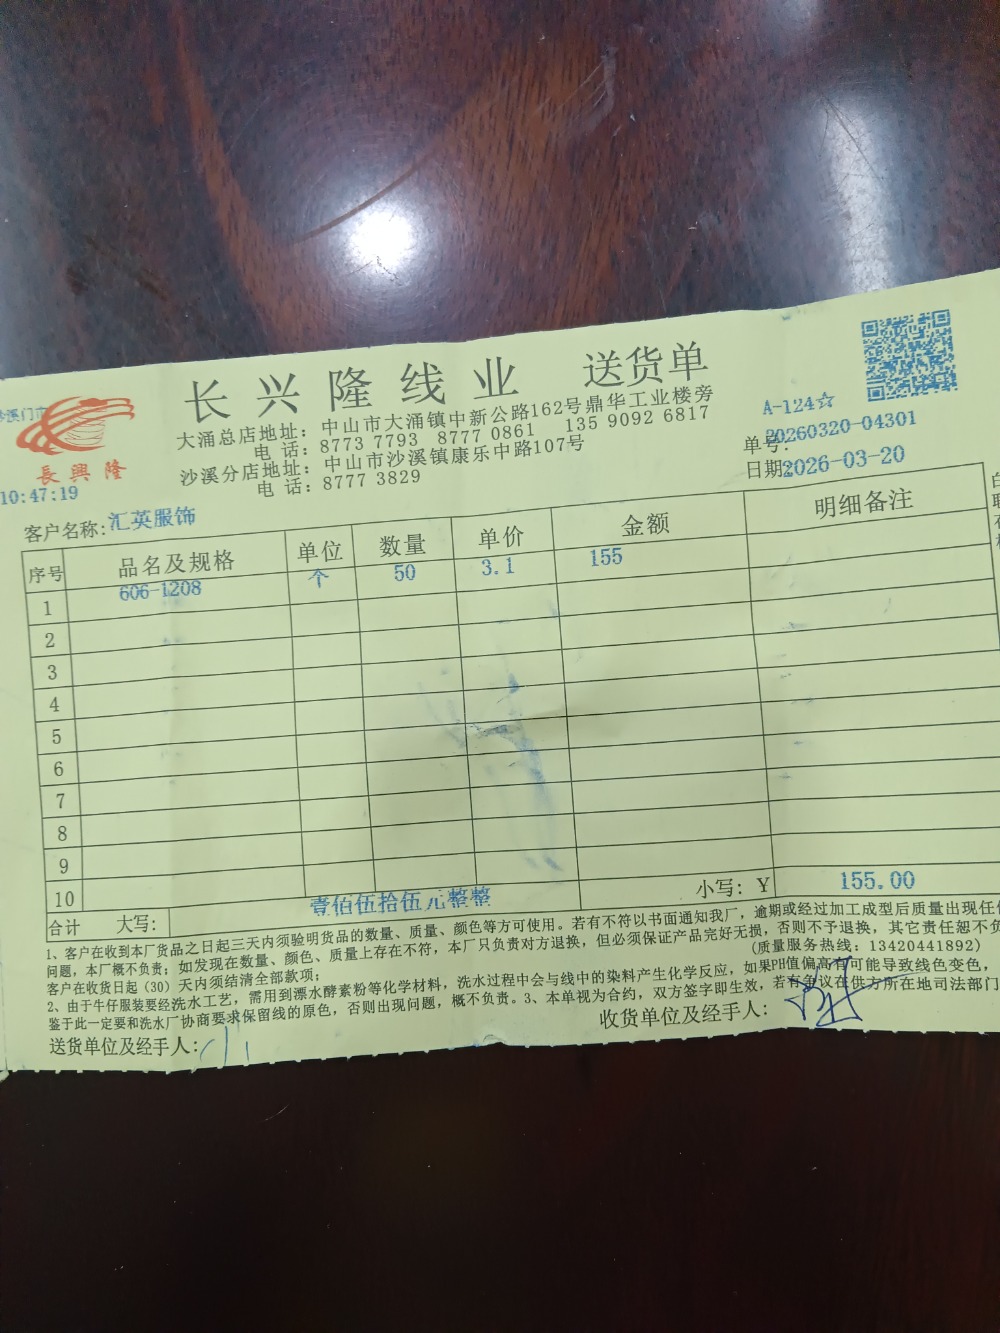 长兴隆线业 送货单
沙溪门市
長興隆
10:47:19
大涌总店地址：中山市大涌镇中新公路162号鼎华工业楼旁
电 话：8773 7793 8777 0861 135 9092 6817
沙溪分店地址：中山市沙溪镇康乐中路107号
电 话：8777 3829
A-124☆
单号：20260320-04301
日期：2026-03-20
客户名称：汇英服饰
序号 品名及规格 单位 数量 单价 金额 明细备注
1 606-1208 个 50 3.1 155
2
3
4
5
6
7
8
9
10
合计 大写：壹佰伍拾伍元整整 小写：Y 155.00
1、客户在收到本厂货品之日起三天内须验明货品的数量、质量、颜色等方可使用。若有不符以书面通知我厂，逾期或经过加工成型后质量出现任
问题，本厂概不负责；如发现在数量、颜色、质量上存在不符，本厂只负责对方退换，但必须保证产品完好无损，否则不予退换，其它责任恕不负
客户在收货日起（30）天内须结清全部款项； (质量服务热线：13420441892)
2、由于牛仔服装要经洗水工艺，需用到漂水酵素粉等化学材料，洗水过程中会与线中的染料产生化学反应，如果PH值偏高有可能导致线色变色，
鉴于此一定要和洗水厂协商要求保留线的原色，否则出现问题，概不负责。3、本单视为合约，双方签字即生效，若有争议在供方所在地司法部门
送货单位及经手人： 收货单位及经手人：